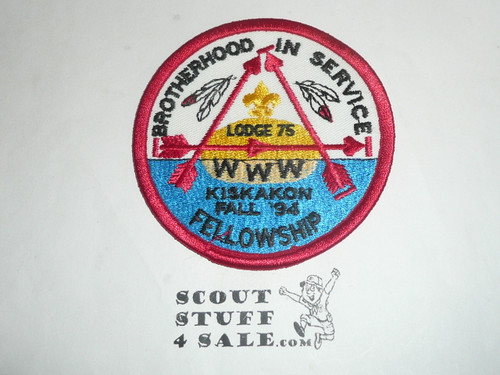 BROTHERHOOD IN SERVICE
LODGE 75
WWW
KISKAKON
FALL '94
FELLOWSHIP
SCOUT
STUFF
4 SALE.COM